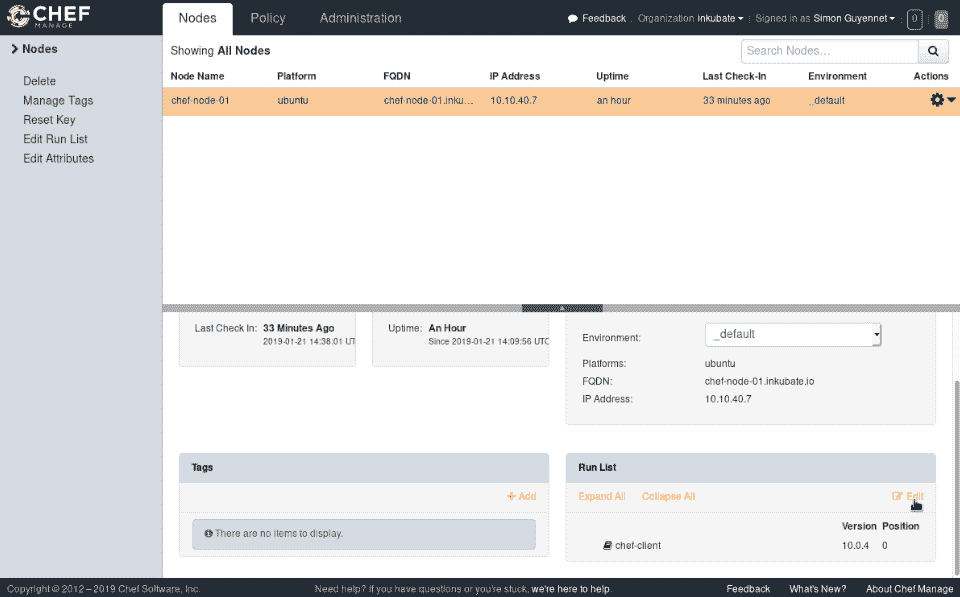 CHEF
MANAGE
Nodes Policy Administration Feedback Organization inkubate Signed in as Simon Guyennet 0 0
Nodes
Delete
Manage Tags
Reset Key
Edit Run List
Edit Attributes
Showing All Nodes Search Nodes...
Node Name Platform FQDN IP Address Uptime Last Check-In Environment Actions
chef-node-01 ubuntu chef-node-01.inku... 10.10.40.7 an hour 33 minutes ago _default
Last Check In: 33 Minutes Ago
2019-01-21 14:38:01 UT
Uptime: An Hour
Since 2019-01-21 14:09:56 UTC
Environment: _default
Platforms: ubuntu
FQDN: chef-node-01.inkubate.io
IP Address: 10.10.40.7
Tags
+ Add
There are no items to display.
Run List
Expand All Collapse All Edit
Version Position
chef-client 10.0.4 0
Copyright © 2012 – 2019 Chef Software, Inc. Need help? If you have questions or you're stuck, we're here to help. Feedback What's New? About Chef Manage